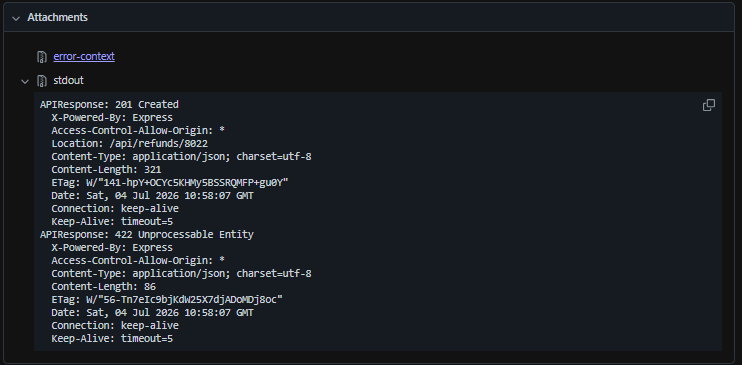 Attachments
error-context
stdout
APIResponse: 201 Created
X-Powered-By: Express
Access-Control-Allow-Origin: *
Location: /api/refunds/8022
Content-Type: application/json; charset=utf-8
Content-Length: 321
ETag: W/"141-hpY+OCYc5KHMy5BSSRQMFP+gu0Y"
Date: Sat, 04 Jul 2026 10:58:07 GMT
Connection: keep-alive
Keep-Alive: timeout=5
APIResponse: 422 Unprocessable Entity
X-Powered-By: Express
Access-Control-Allow-Origin: *
Content-Type: application/json; charset=utf-8
Content-Length: 86
ETag: W/"56-Tn7eIc9bjKdW25X7djADoMDj8oc"
Date: Sat, 04 Jul 2026 10:58:07 GMT
Connection: keep-alive
Keep-Alive: timeout=5